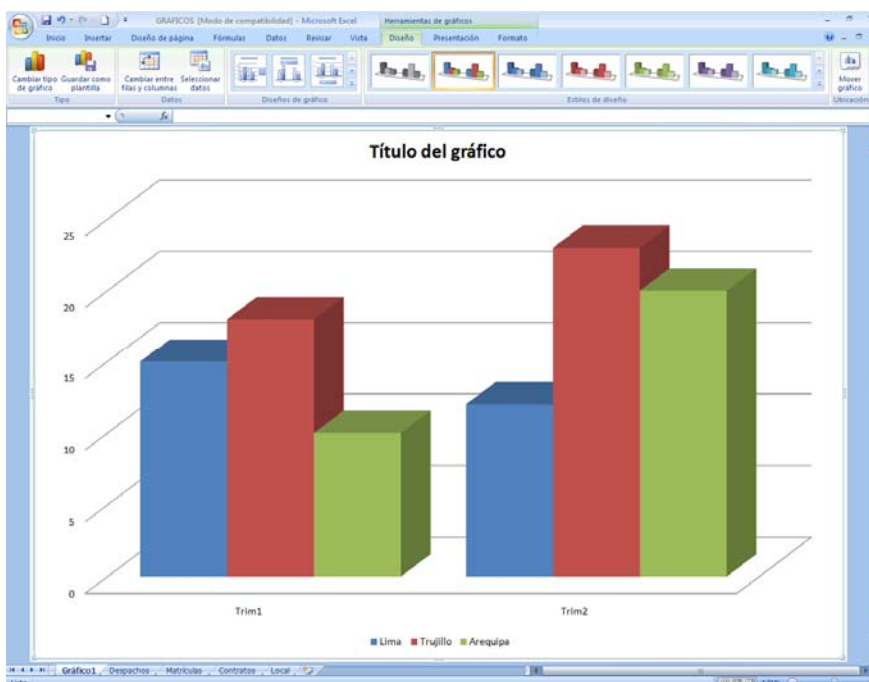 GRAFICOS [Modo de compatibilidad] - Microsoft Excel
Herramientas de gráficos
Inicio Insertar Diseño de página Fórmulas Datos Revisar Vista Diseño Presentación Formato
Cambiar tipo de gráfico
Guardar como plantilla
Cambiar entre filas y columnas
Seleccionar datos
Mover gráfico
Tipo Datos Diseños de gráfico Estilos de diseño Ubicación
fx
Título del gráfico
25
20
15
10
5
0
Trim1 Trim2
Lima Trujillo Arequipa
Gráfico1 Despachos Matrículas Contratos Local